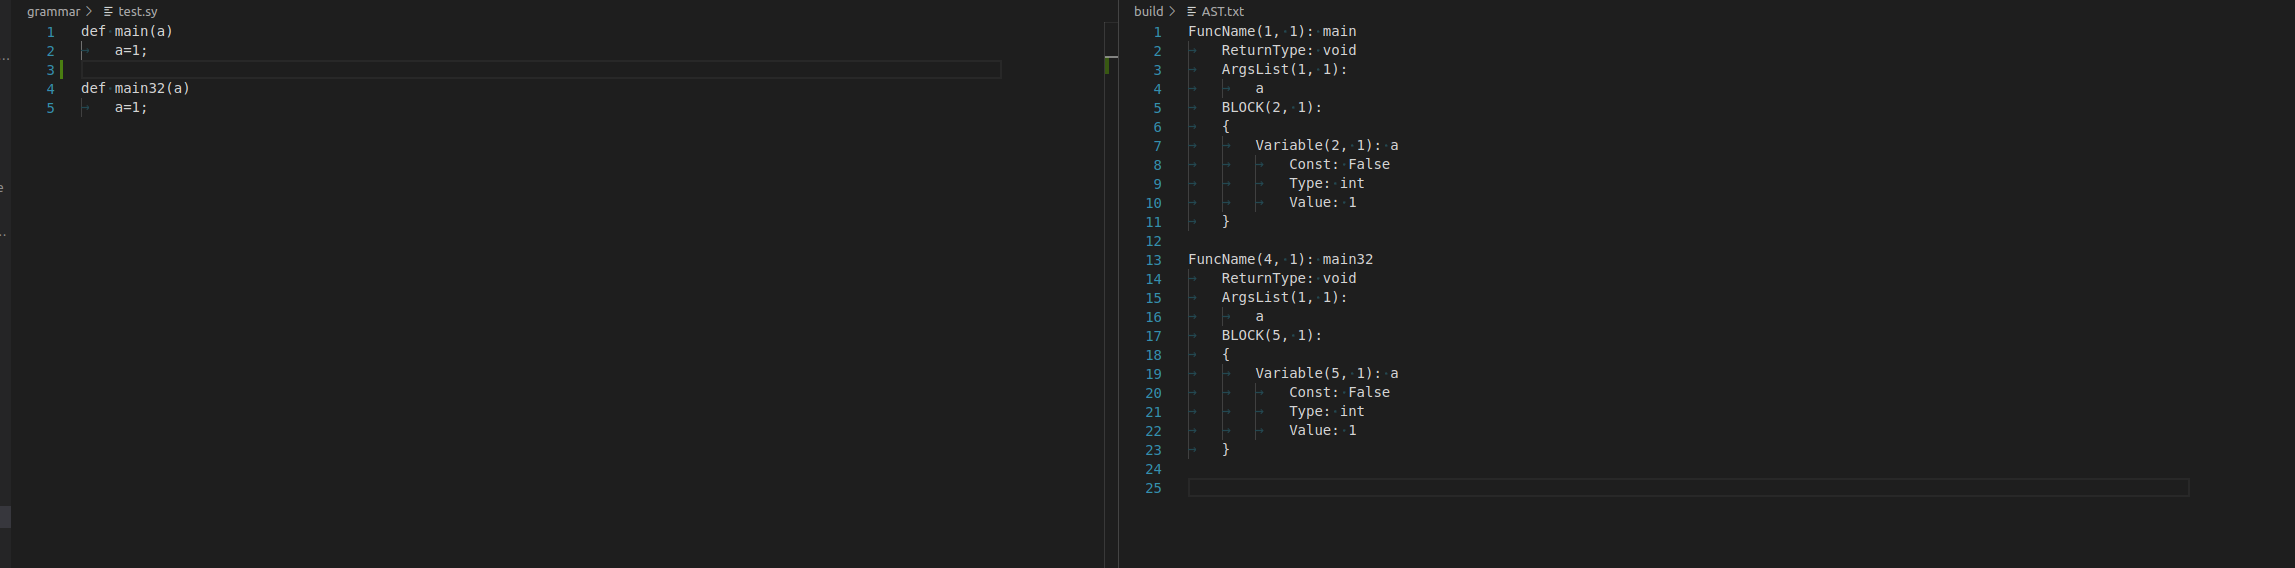 grammar > test.sy
1 def main(a)
2 a=1;
3
4 def main32(a)
5 a=1;
build > AST.txt
1 FuncName(1, 1): main
2 ReturnType: void
3 ArgsList(1, 1):
4 a
5 BLOCK(2, 1):
6 {
7 Variable(2, 1): a
8 Const: False
9 Type: int
10 Value: 1
11 }
12
13 FuncName(4, 1): main32
14 ReturnType: void
15 ArgsList(1, 1):
16 a
17 BLOCK(5, 1):
18 {
19 Variable(5, 1): a
20 Const: False
21 Type: int
22 Value: 1
23 }
24
25